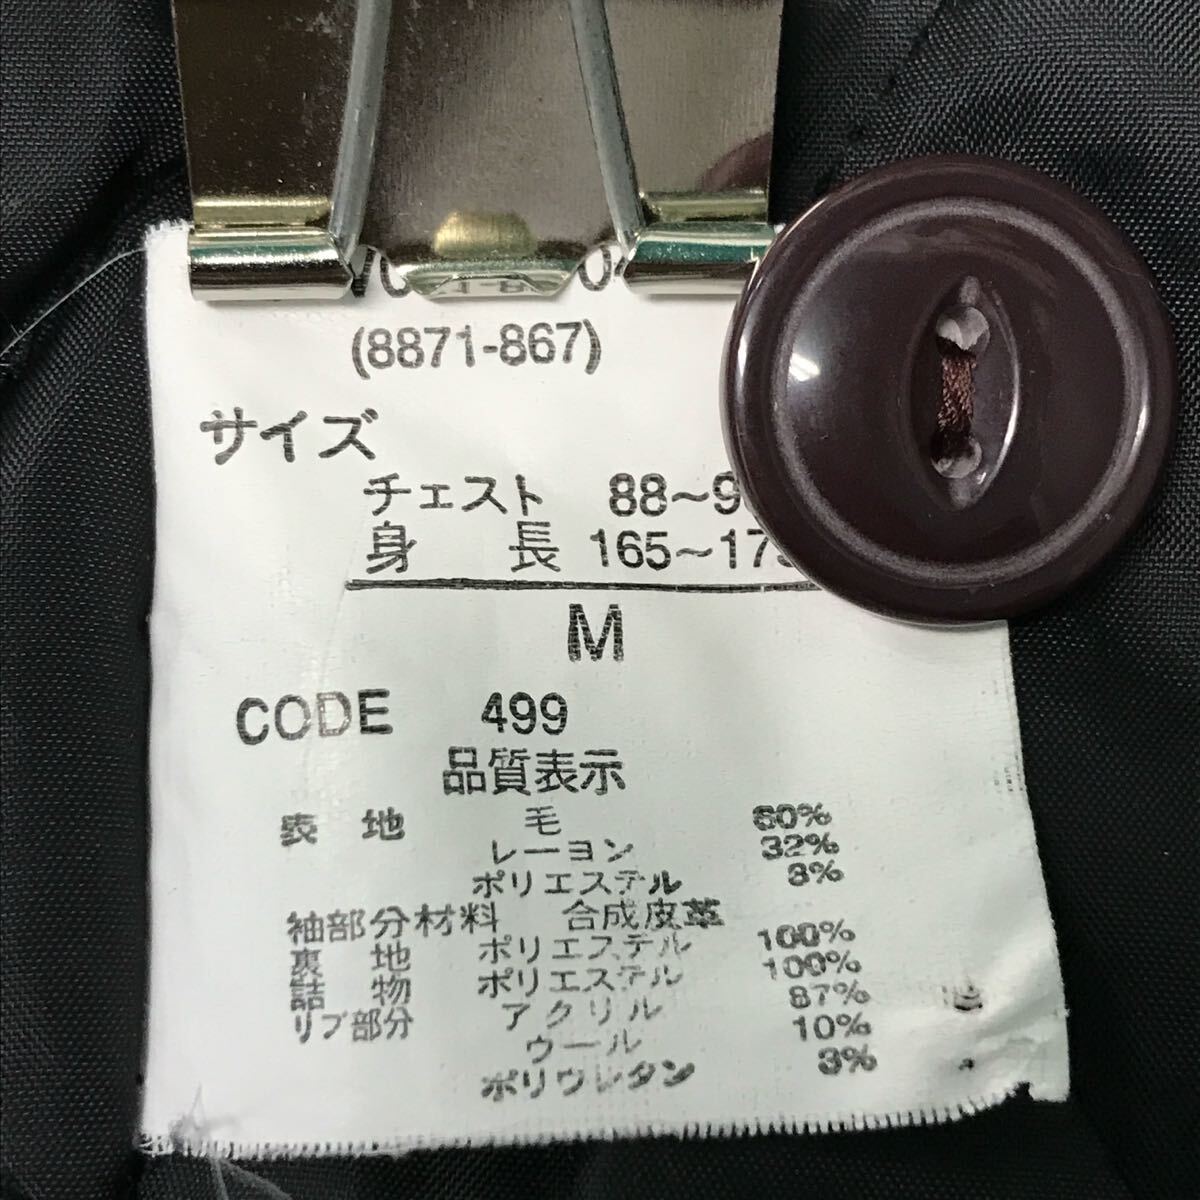 (8871-867)
サイズ
チェスト 88~9
身長 165~175
M
CODE 499
品質表示
表地 毛 60%
レーヨン 32%
ポリエステル 8%
袖部分材料 合成皮革
裏地 ポリエステル 100%
詰物 ポリエステル 100%
リブ部分 アクリル 87%
ウール 10%
ポリウレタン 3%